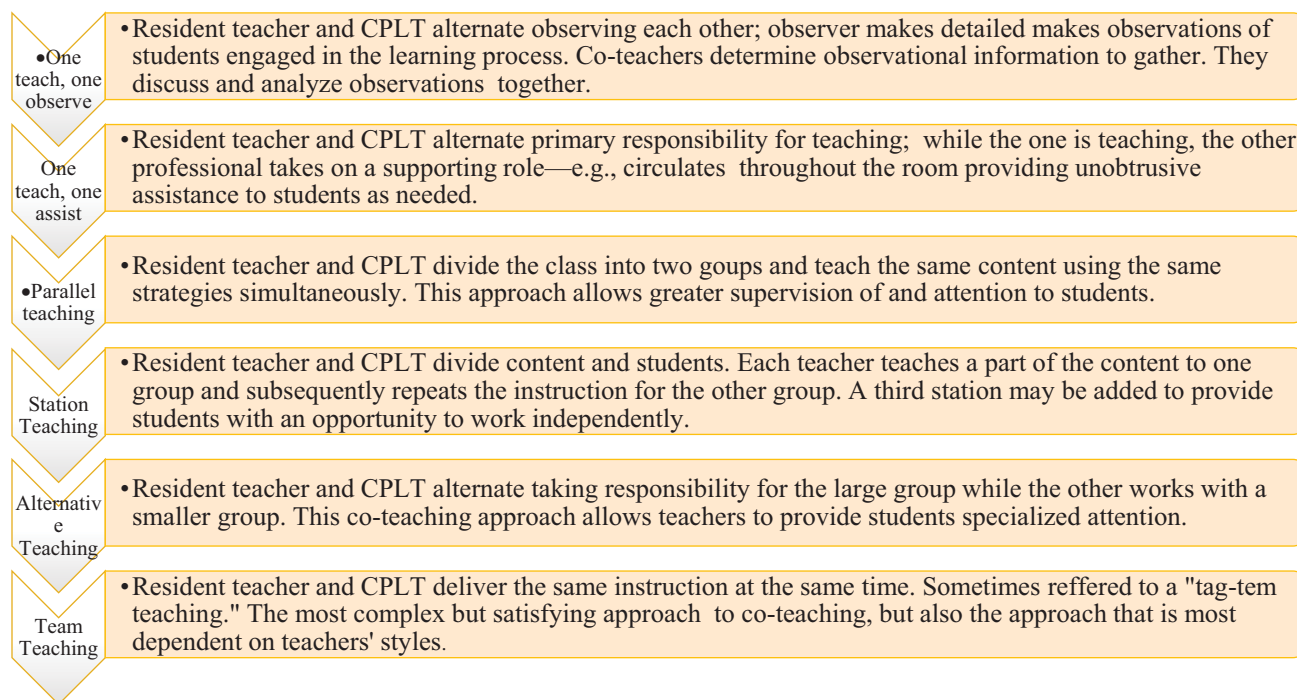 •One
teach, one
observe
•Resident teacher and CPLT alternate observing each other; observer makes detailed makes observations of
students engaged in the learning process. Co-teachers determine observational information to gather. They
discuss and analyze observations together.
One
teach, one
assist
•Resident teacher and CPLT alternate primary responsibility for teaching; while the one is teaching, the other
professional takes on a supporting role—e.g., circulates throughout the room providing unobtrusive
assistance to students as needed.
•Parallel
teaching
•Resident teacher and CPLT divide the class into two goups and teach the same content using the same
strategies simultaneously. This approach allows greater supervision of and attention to students.
Station
Teaching
•Resident teacher and CPLT divide content and students. Each teacher teaches a part of the content to one
group and subsequently repeats the instruction for the other group. A third station may be added to provide
students with an opportunity to work independently.
Alternativ
e
Teaching
•Resident teacher and CPLT alternate taking responsibility for the large group while the other works with a
smaller group. This co-teaching approach allows teachers to provide students specialized attention.
Team
Teaching
•Resident teacher and CPLT deliver the same instruction at the same time. Sometimes reffered to a "tag-tem
teaching." The most complex but satisfying approach to co-teaching, but also the approach that is most
dependent on teachers' styles.